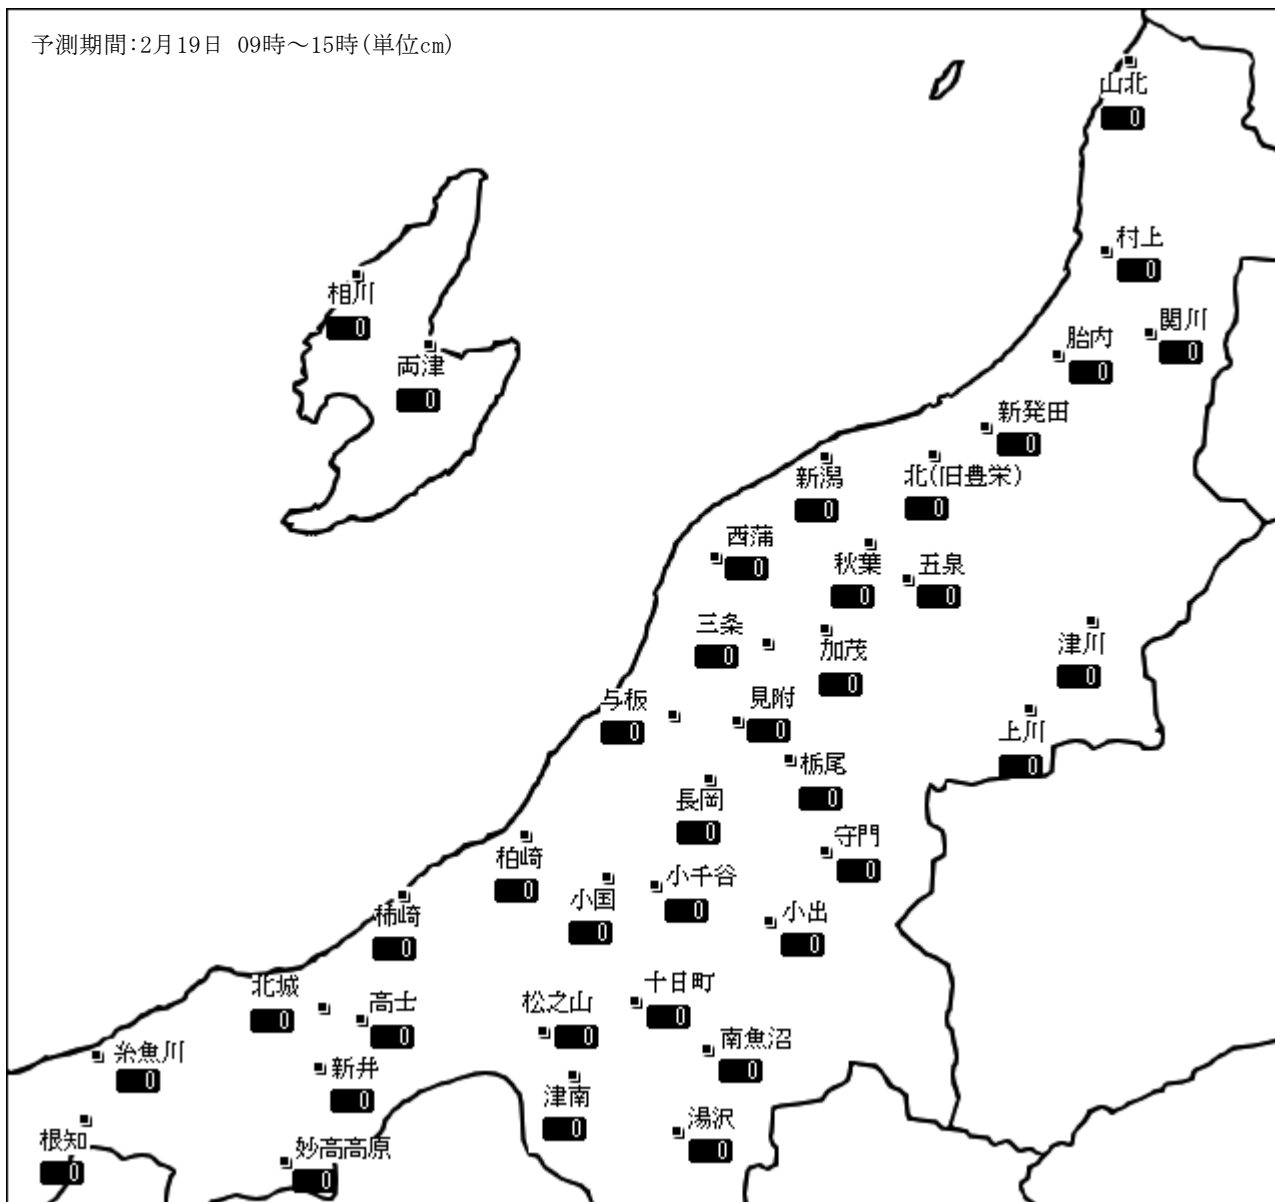 予測期間:2月19日 09時～15時(単位cm)
山北
0
村上
0
相川
0
関川
0
胎内
0
両津
0
新発田
0
新潟
0
北(旧豊栄)
0
西蒲
0
秋葉
0
五泉
0
三条
0
加茂
0
津川
0
与板
0
見附
0
上川
0
栃尾
0
長岡
0
守門
0
柏崎
0
小千谷
0
小国
0
柿崎
0
小出
0
北城
0
高士
0
松之山
0
十日町
0
南魚沼
0
糸魚川
0
新井
0
津南
0
湯沢
0
根知
0
妙高高原
0